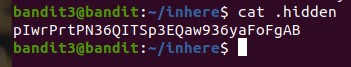 bandit3@bandit:~/inhere$ cat .hidden
pIwrPrtPN36QITSp3EQaw936yaFoFgAB
bandit3@bandit:~/inhere$